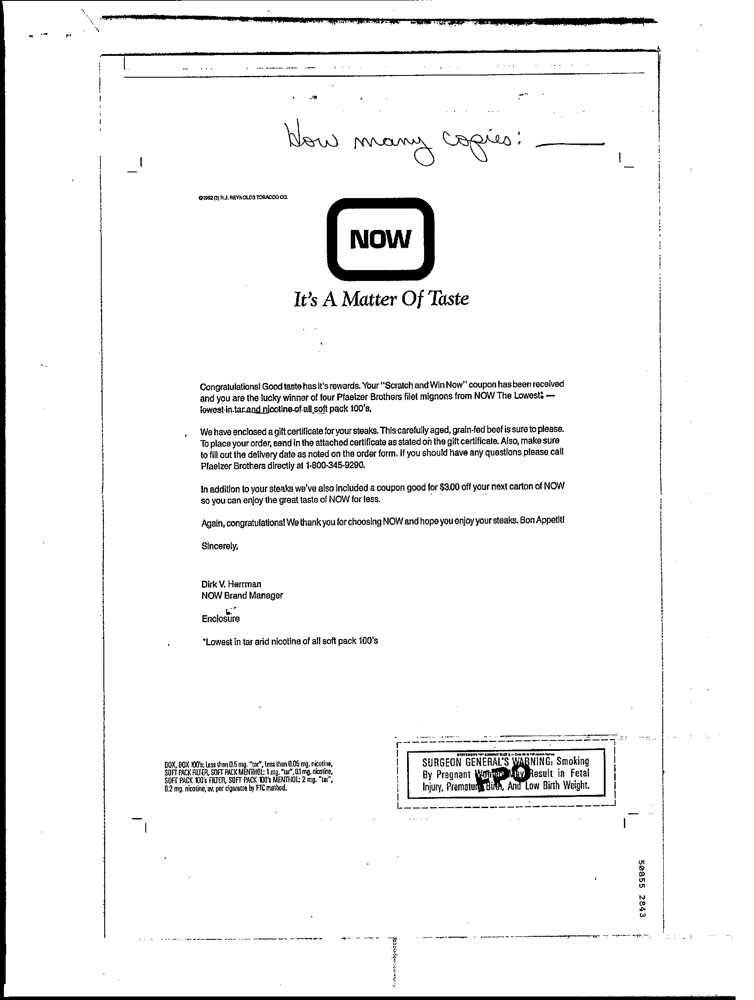 How many copies: ____
©1992 (3) R.J. REYNOLDS TOBACCO CO.
NOW
It's A Matter Of Taste
Congratulations! Good taste has it's rewards. Your "Scratch and Win Now" coupon has been received
and you are the lucky winner of four Pfaelzer Brothers filet mignons from NOW The Lowest! —
lowest in tar and nicotine of all soft pack 100's,
We have enclosed a gift certificate for your steaks. This carefully aged, grain-fed beef is sure to please.
To place your order, send in the attached certificate as stated on the gift certificate. Also, make sure
to fill out the delivery date as noted on the order form. If you should have any questions please call
Pfaelzer Brothers directly at 1-800-345-9290.
In addition to your steaks we've also included a coupon good for $3.00 off your next carton of NOW
so you can enjoy the great taste of NOW for less.
Again, congratulations! We thank you for choosing NOW and hope you enjoy your steaks. Bon Appetit!
Sincerely,
Dirk V. Herrman
NOW Brand Manager
Enclosure
*Lowest in tar and nicotine of all soft pack 100's
BOX, BOX 100's: Less than 0.5 mg. "tar", less than 0.05 mg. nicotine,
SOFT PACK FILTER, SOFT PACK MENTHOL: 1 mg. "tar", 0.1 mg. nicotine,
SOFT PACK 100's FILTER, SOFT PACK 100's MENTHOL: 2 mg. "tar",
0.2 mg. nicotine, av. per cigarette by FTC method.
SURGEON GENERAL'S WARNING: Smoking
By Pregnant Women May Result in Fetal
Injury, Premature Birth, And Low Birth Weight.
FPO
50855 2843